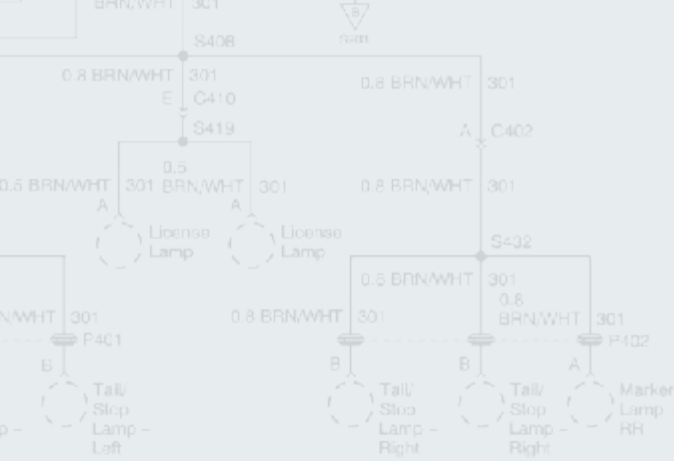 BRN/WHT 301
B
S408
0.8 BRN/WHT 301
0.8 BRN/WHT 301
E C410
A C402
S419
0.5
0.5 BRN/WHT 301 BRN/WHT 301
0.8 BRN/WHT 301
A A
License License
Lamp Lamp
S432
0.5 BRN/WHT 301
0.8
N/WHT 301 0.8 BRN/WHT 301 BRN/WHT 301
P401 P402
B B B A
Tail/ Tail/ Tail/ Marker
Stop Stop Stop Lamp
p – Lamp – Lamp – Lamp – RH
Left Right Right